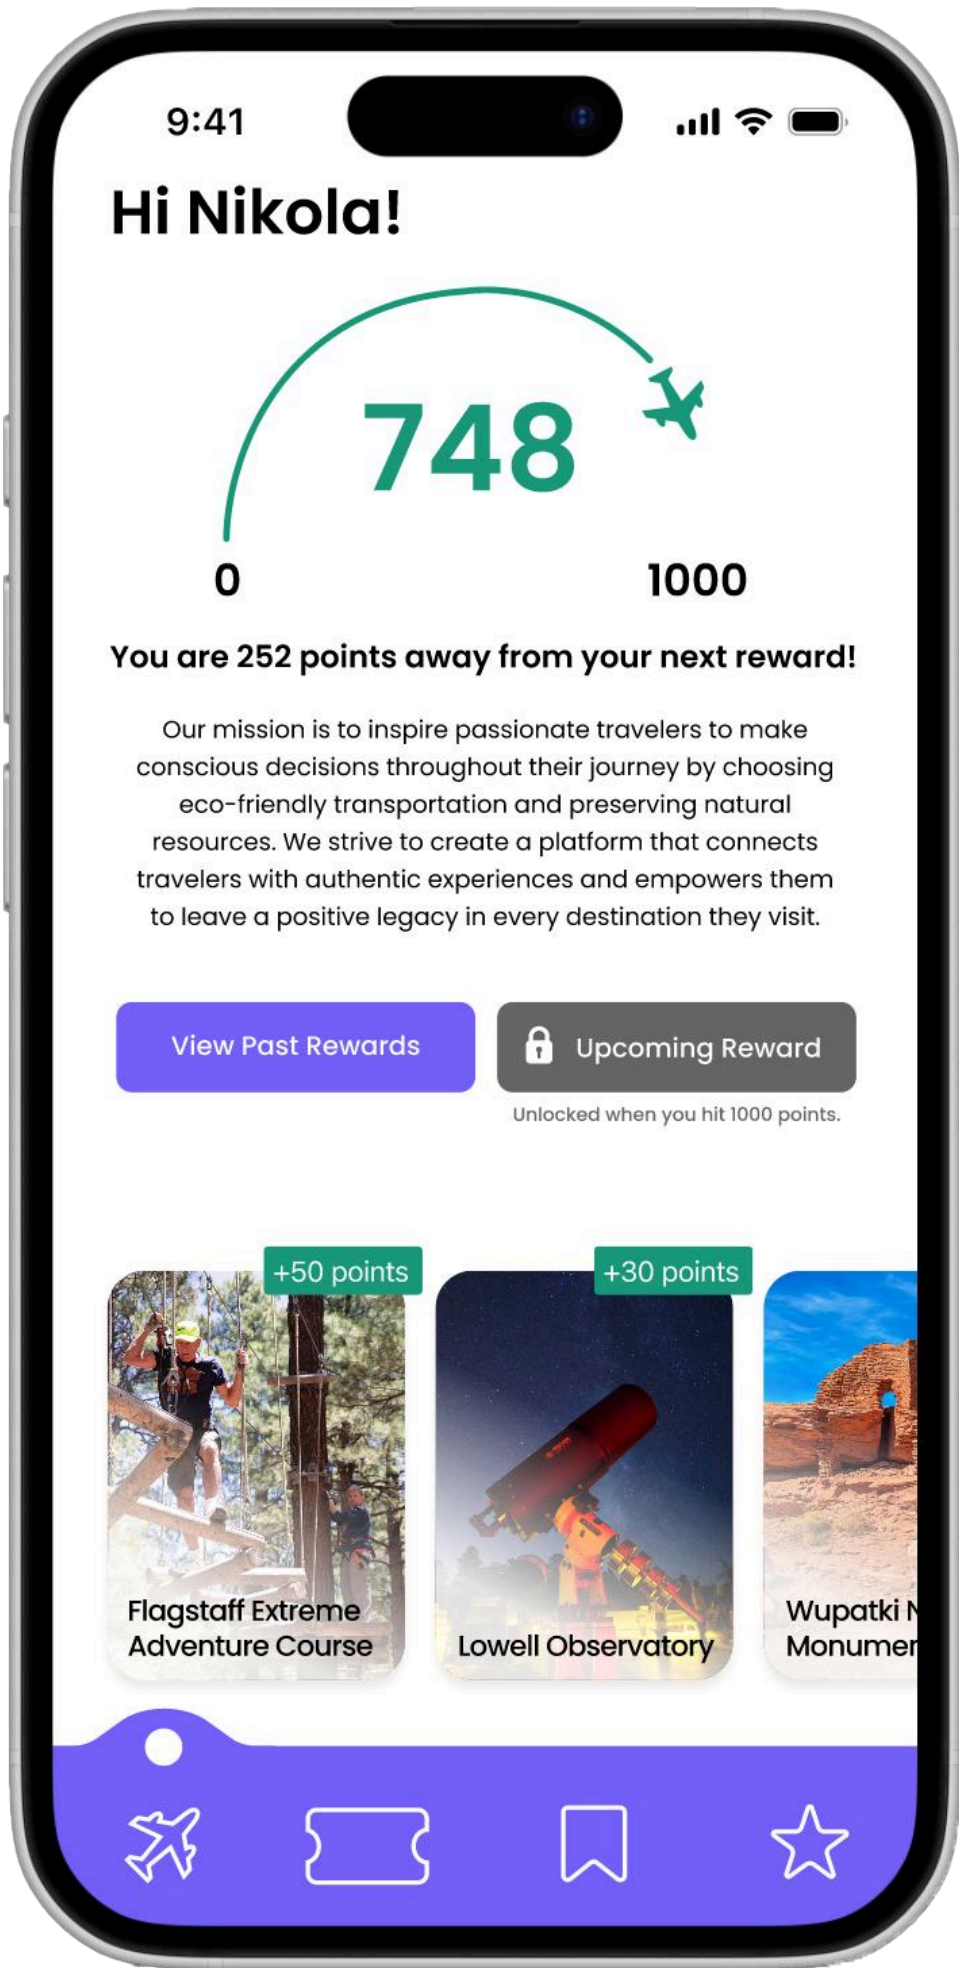 9:41
Hi Nikola!
748
0
1000
You are 252 points away from your next reward!
Our mission is to inspire passionate travelers to make
conscious decisions throughout their journey by choosing
eco-friendly transportation and preserving natural
resources. We strive to create a platform that connects
travelers with authentic experiences and empowers them
to leave a positive legacy in every destination they visit.
View Past Rewards
Upcoming Reward
Unlocked when you hit 1000 points.
+50 points
+30 points
Flagstaff Extreme
Adventure Course
Lowell Observatory
Wupatki